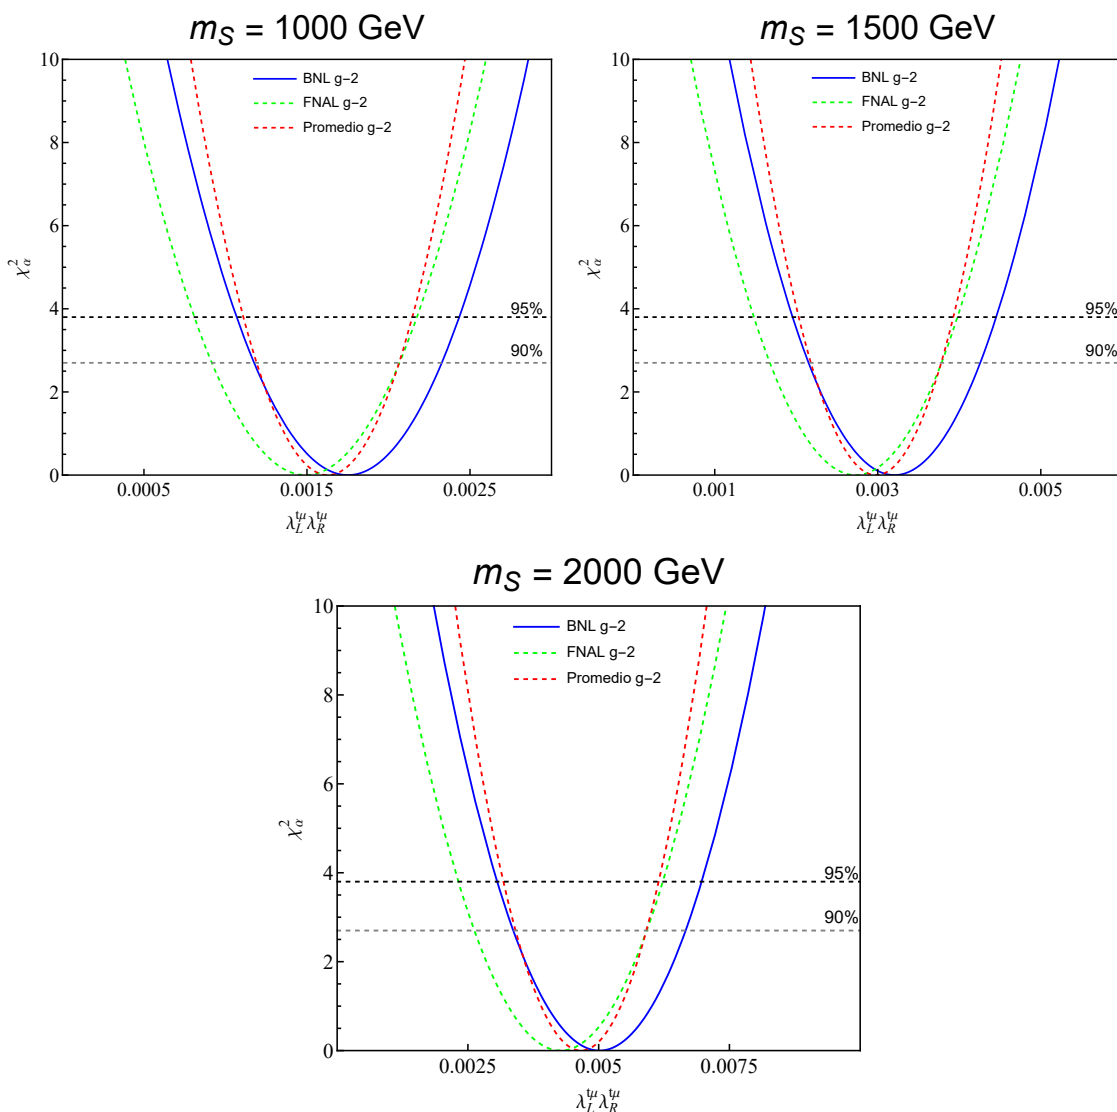 m_S = 1000 GeV
10
8
6
4
2
0
χ²_α
BNL g-2
FNAL g-2
Promedio g-2
95%
90%
0.0005
0.0015
0.0025
λ_L^{tμ} λ_R^{tμ}
m_S = 1500 GeV
10
8
6
4
2
0
χ²_α
BNL g-2
FNAL g-2
Promedio g-2
95%
90%
0.001
0.003
0.005
λ_L^{tμ} λ_R^{tμ}
m_S = 2000 GeV
10
8
6
4
2
0
χ²_α
BNL g-2
FNAL g-2
Promedio g-2
95%
90%
0.0025
0.005
0.0075
λ_L^{tμ} λ_R^{tμ}